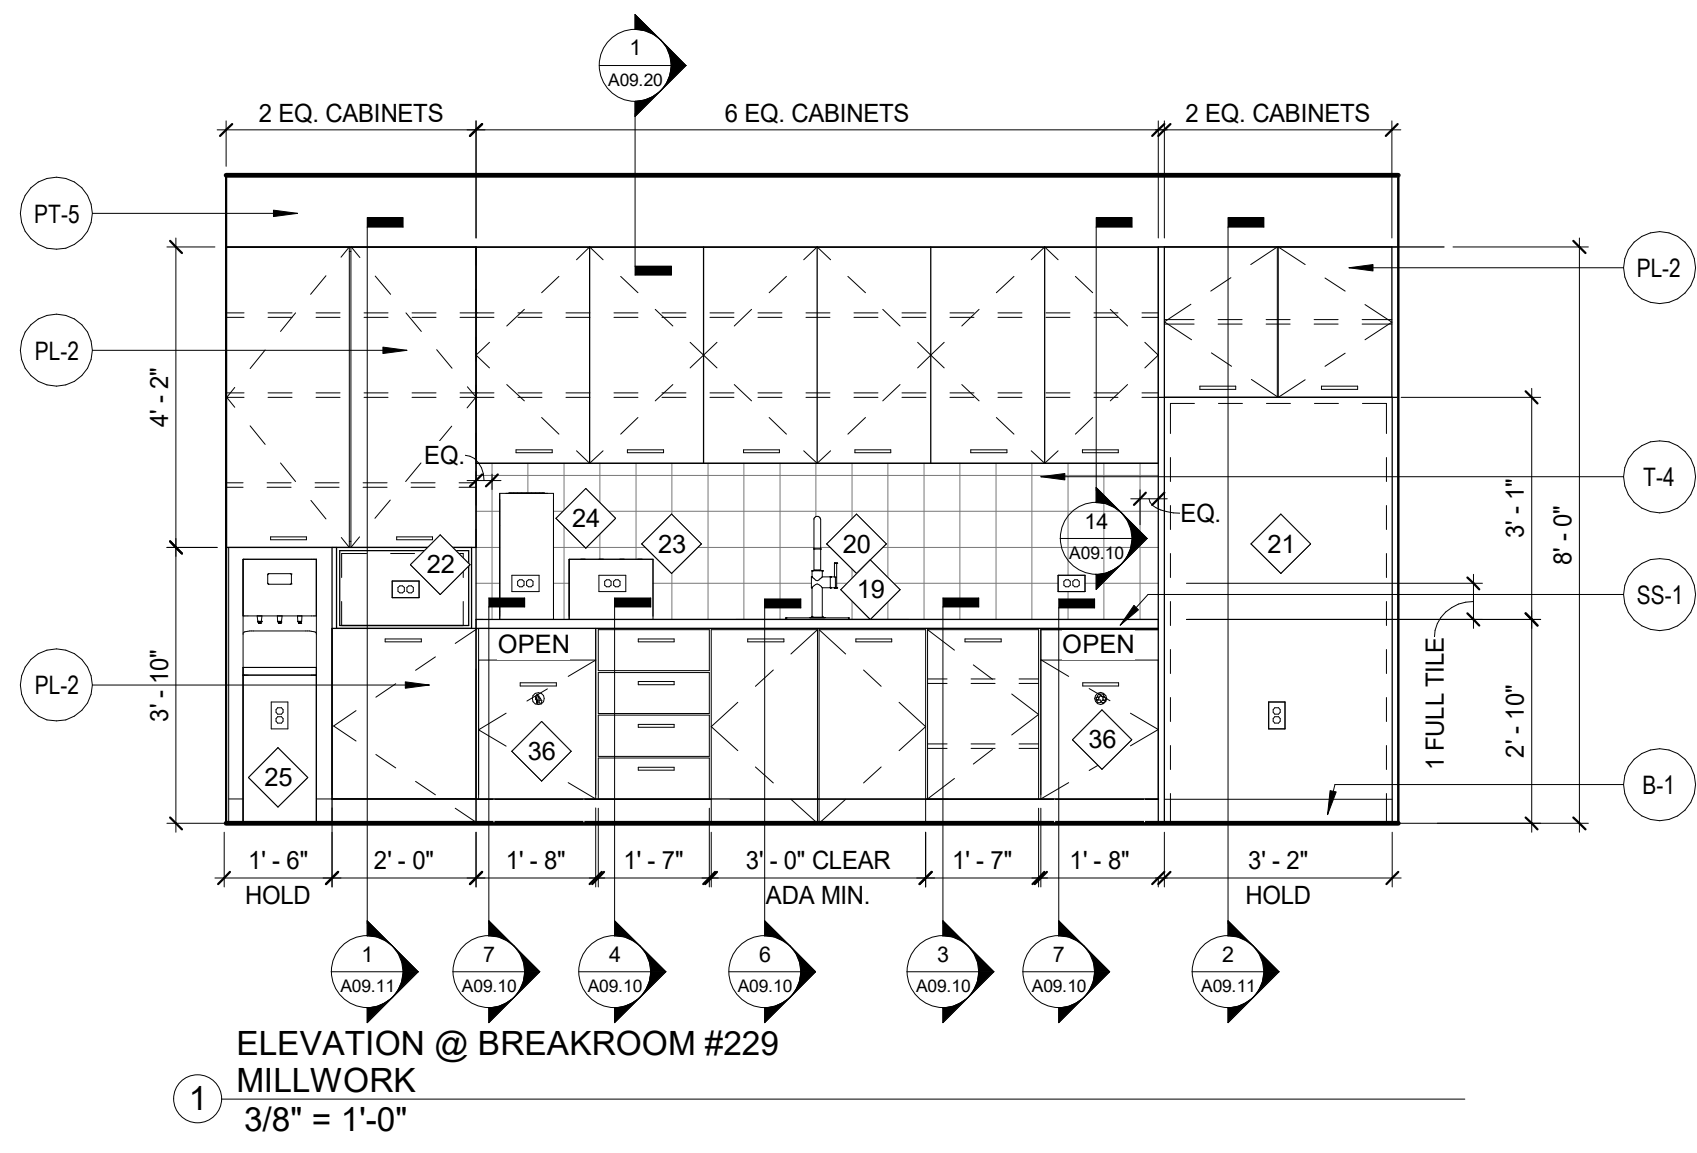 1
A09.20
2 EQ. CABINETS
6 EQ. CABINETS
2 EQ. CABINETS
PT-5
PL-2
PL-2
4' - 2"
EQ.
T-4
24
23
20
14
A09.10
EQ.
21
3' - 1"
8' - 0"
22
19
SS-1
OPEN
OPEN
PL-2
3' - 10"
1 FULL TILE
2' - 10"
25
36
36
B-1
1' - 6"
HOLD
2' - 0"
1' - 8"
1' - 7"
3' - 0" CLEAR
ADA MIN.
1' - 7"
1' - 8"
3' - 2"
HOLD
1
A09.11
7
A09.10
4
A09.10
6
A09.10
3
A09.10
7
A09.10
2
A09.11
ELEVATION @ BREAKROOM #229
MILLWORK
1
3/8" = 1'-0"